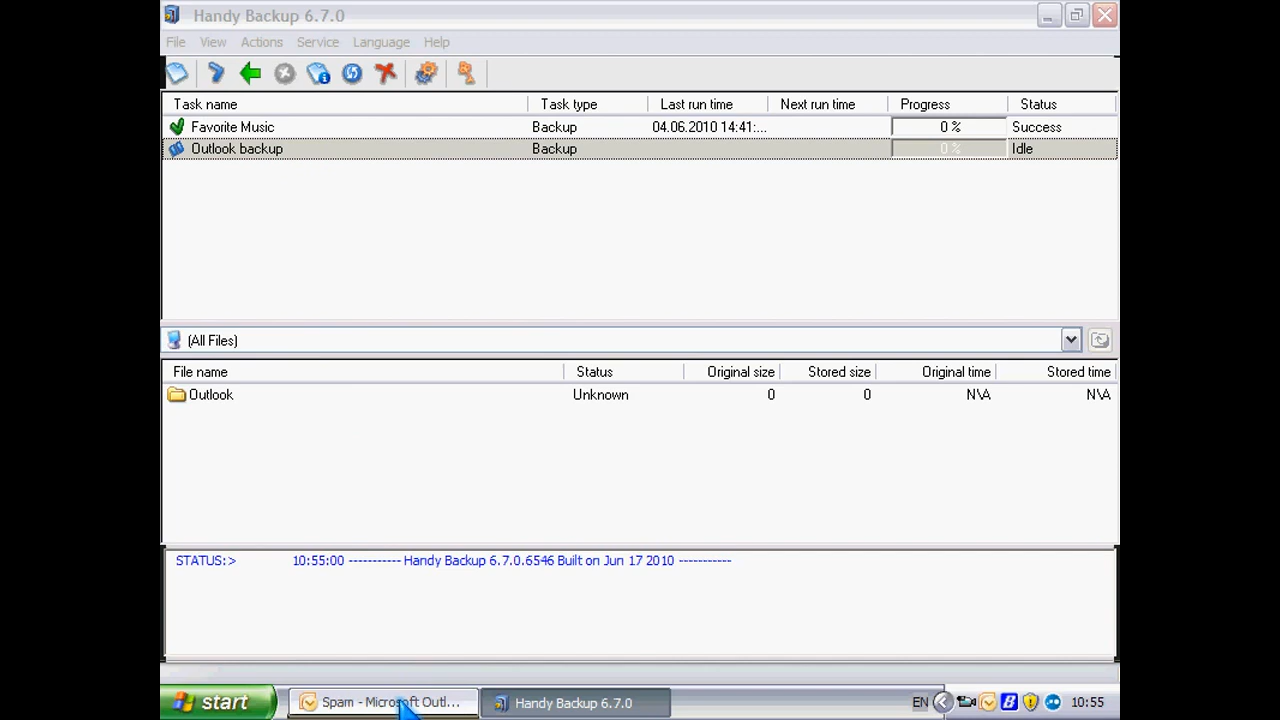 Handy Backup 6.7.0
File View Actions Service Language Help
Task name Task type Last run time Next run time Progress Status
Favorite Music Backup 04.06.2010 14:41:... 0 % Success
Outlook backup Backup 0 % Idle
(All Files)
File name Status Original size Stored size Original time Stored time
Outlook Unknown 0 0 N\A N\A
STATUS:> 10:55:00 ----------- Handy Backup 6.7.0.6546 Built on Jun 17 2010 -----------
start Spam - Microsoft Outl... Handy Backup 6.7.0 EN 10:55